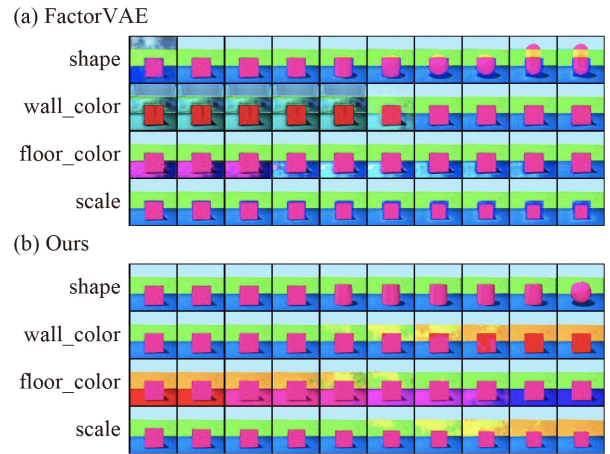 (a) FactorVAE
shape
wall_color
floor_color
scale
(b) Ours
shape
wall_color
floor_color
scale